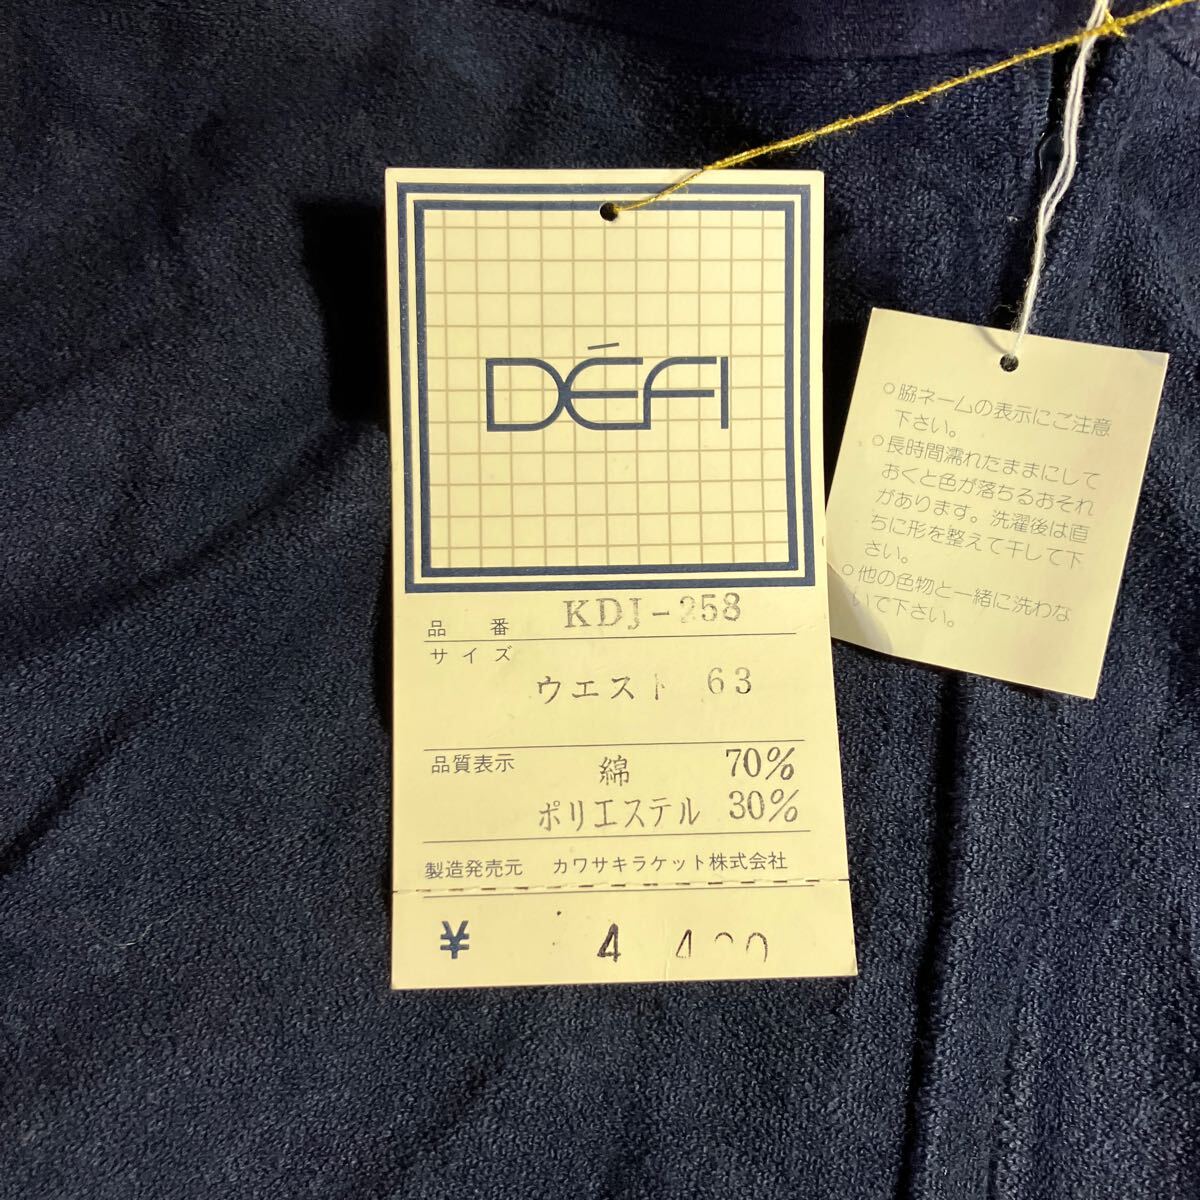 DÉFI
品番 KDJ-258
サイズ
ウエスト 63
品質表示 綿 70%
ポリエステル 30%
製造発売元 カワサキラケット株式会社
¥ 4
○脇ネームの表示にご注意
下さい。
○長時間濡れたままにして
おくと色が落ちるおそれ
があります。洗濯後は直
ちに形を整えて干して下
さい。
○他の色物と一緒に洗わな
いで下さい。